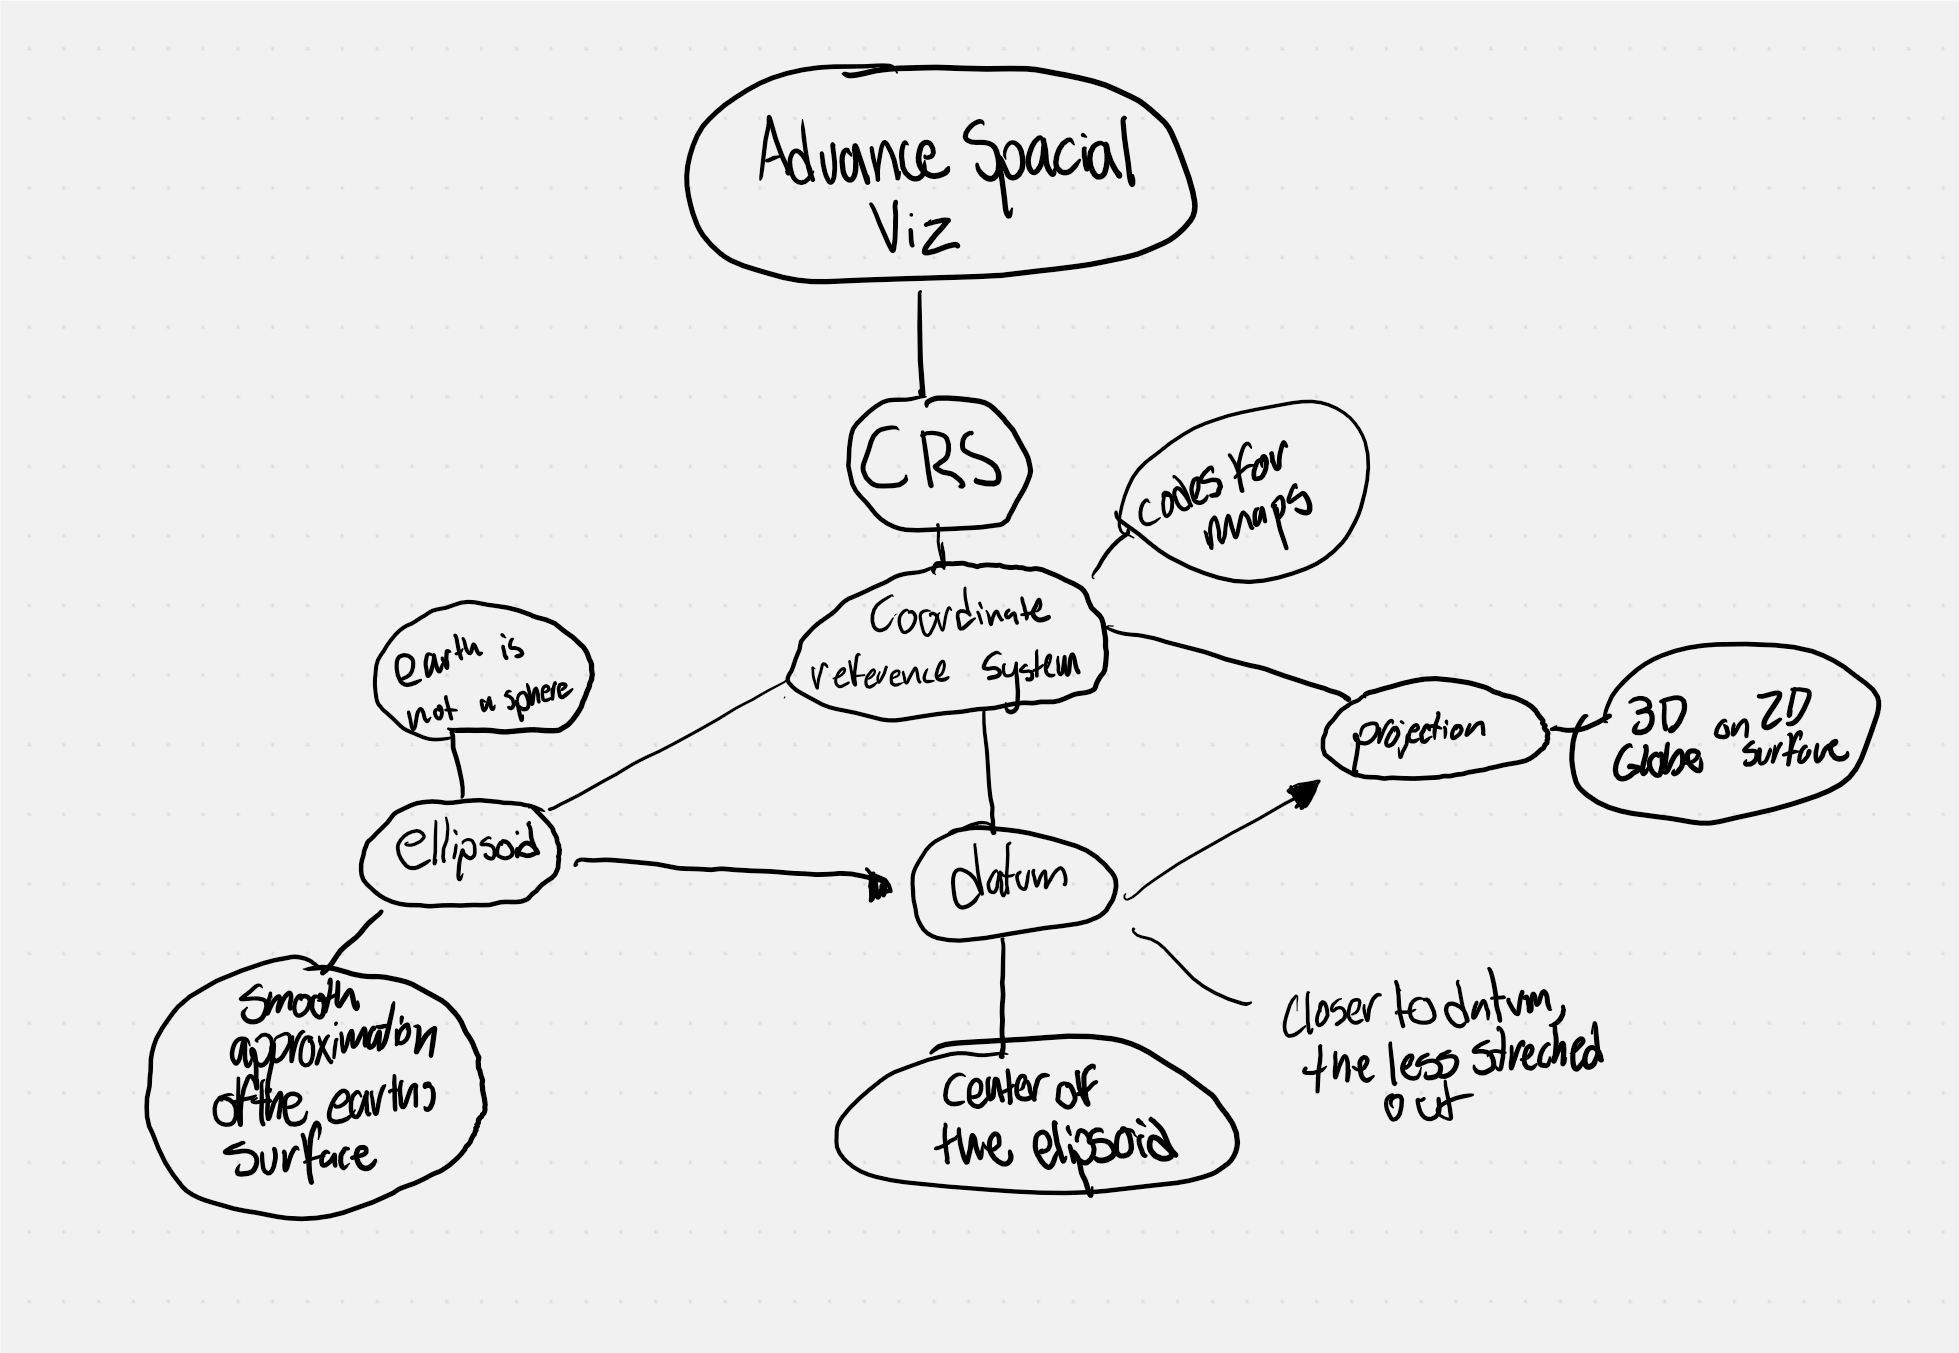 Advance Spacial
Viz
CRS
codes for
maps
Coordinate
reference system
earth is
not a sphere
projection
3D on 2D
Globe surface
ellipsoid
datum
Smooth
approximation
of the earths
surface
closer to datum,
the less streched
out
center of
the elipsoid